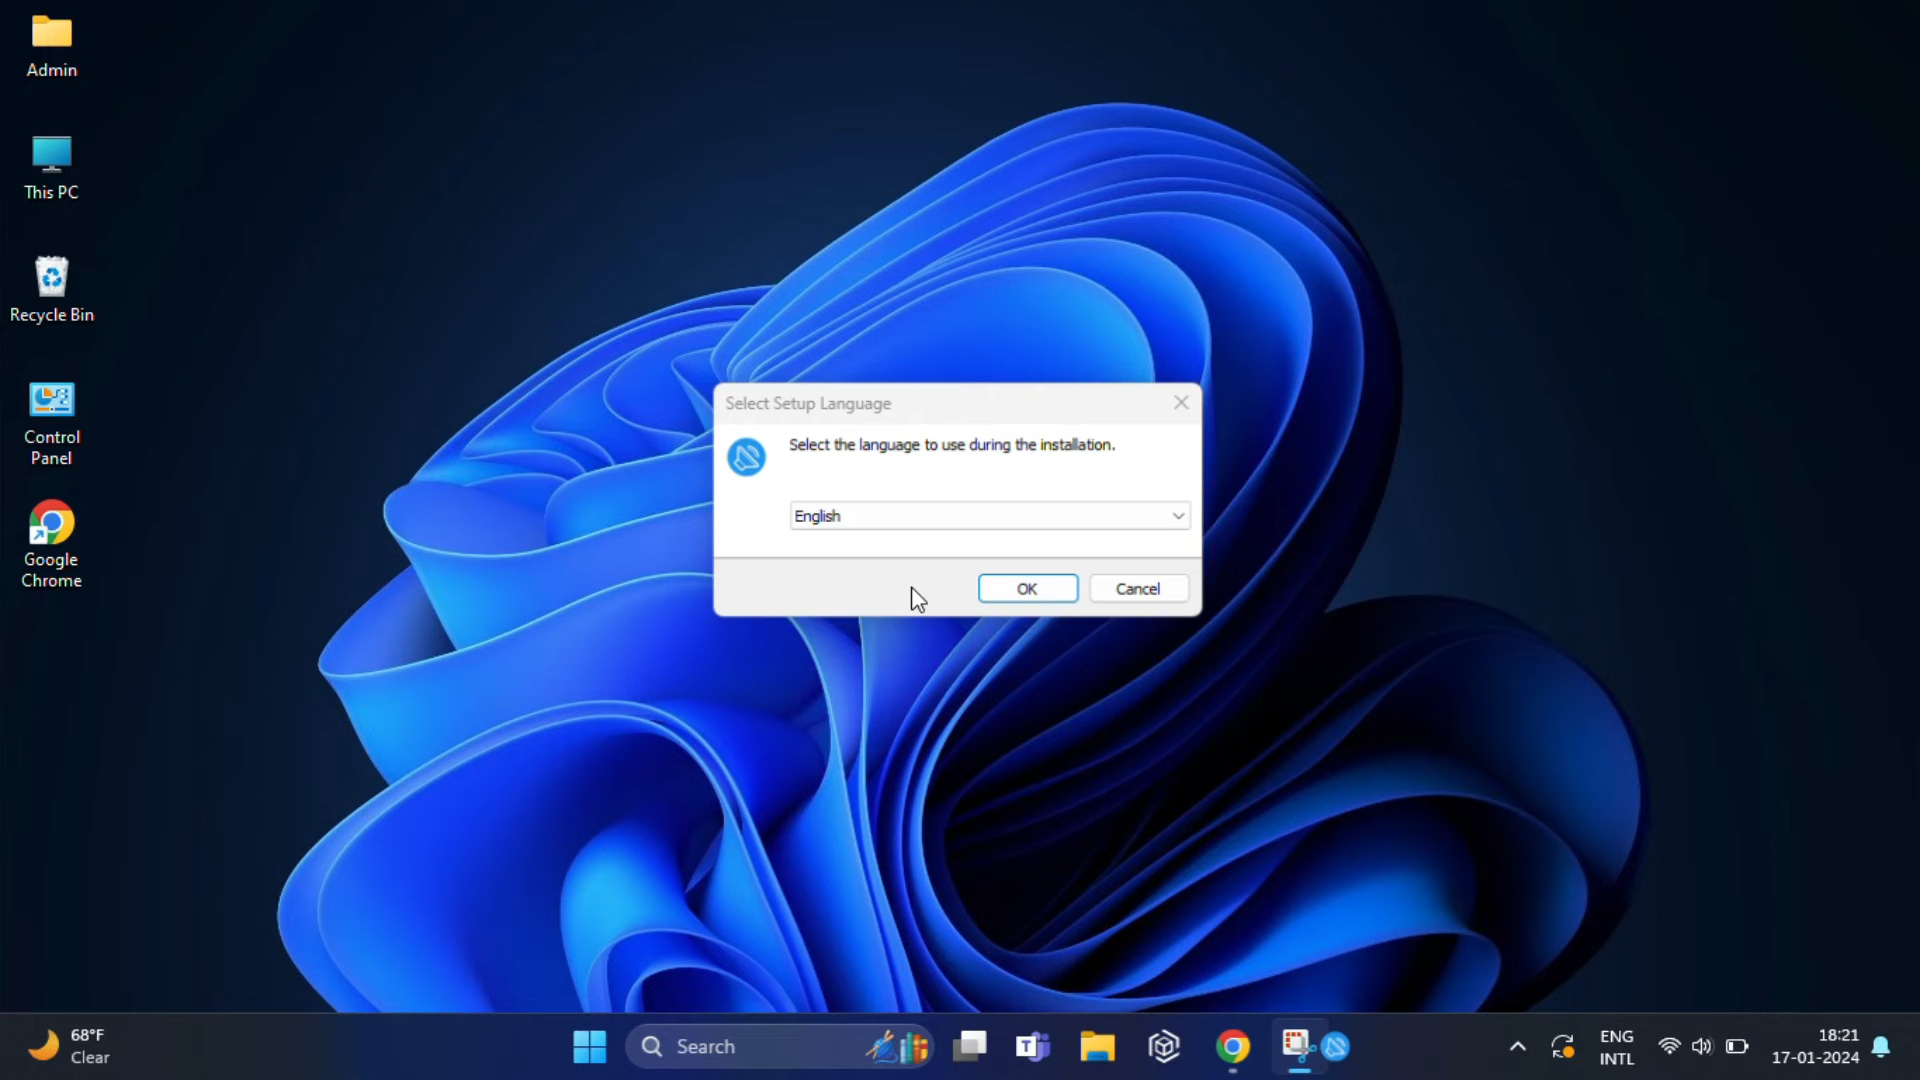 Admin
This PC
Recycle Bin
Control
Panel
Google
Chrome
Select Setup Language
Select the language to use during the installation.
English
OK
Cancel
68°F
Clear
Search
T
ENG
INTL
18:21
17-01-2024